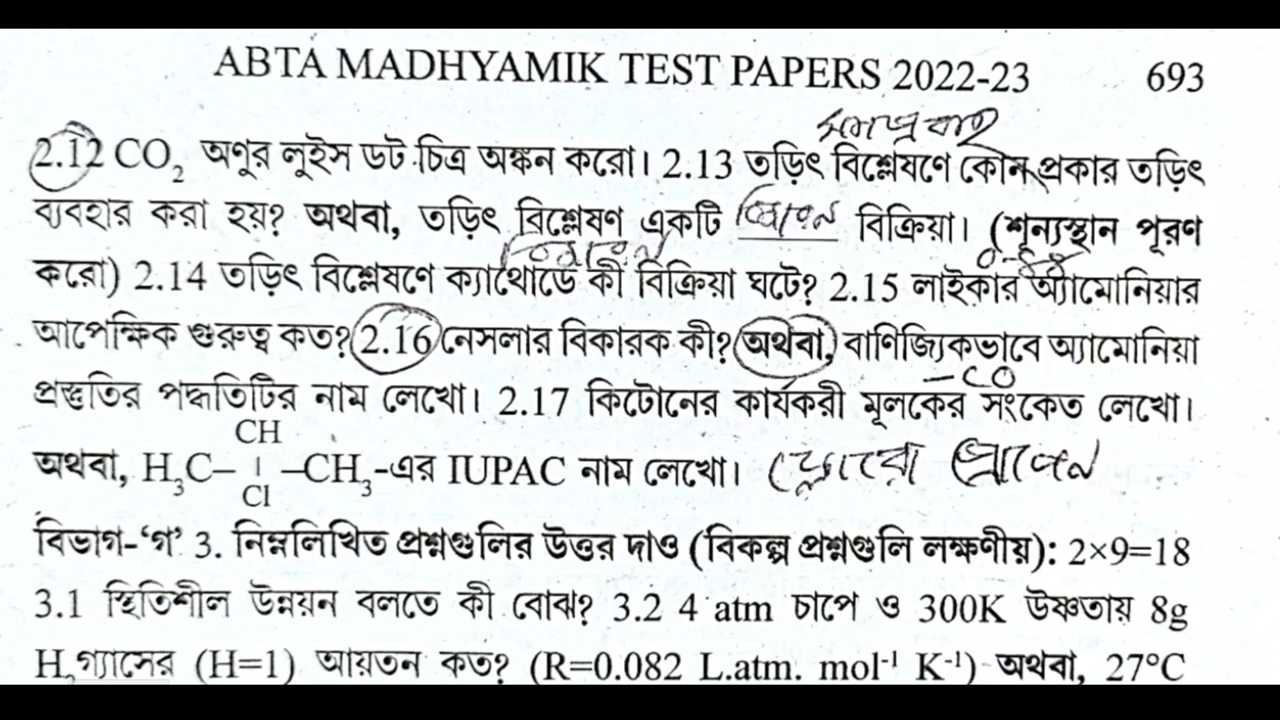 ABTA MADHYAMIK TEST PAPERS 2022-23 693
সমপ্রবাহ
2.12 CO₂ অণুর লুইস ডট চিত্র অঙ্কন করো। 2.13 তড়িৎ বিশ্লেষণে কোন্ প্রকার তড়িৎ
ব্যবহার করা হয়? অথবা, তড়িৎ বিশ্লেষণ একটি ______ বিক্রিয়া। (শূন্যস্থান পূরণ
করো) 2.14 তড়িৎ বিশ্লেষণে ক্যাথোডে কী বিক্রিয়া ঘটে? 2.15 লাইকার অ্যামোনিয়ার
আপেক্ষিক গুরুত্ব কত? 2.16 নেসলার বিকারক কী? অথবা, বাণিজ্যিকভাবে অ্যামোনিয়া
–CO
প্রস্তুতির পদ্ধতিটির নাম লেখো। 2.17 কিটোনের কার্যকরী মূলকের সংকেত লেখো।
CH
অথবা, H₃C– | –CH₃-এর IUPAC নাম লেখো।
Cl
বিভাগ-‘গ’ 3. নিম্নলিখিত প্রশ্নগুলির উত্তর দাও (বিকল্প প্রশ্নগুলি লক্ষণীয়): 2×9=18
3.1 স্থিতিশীল উন্নয়ন বলতে কী বোঝ? 3.2 4 atm চাপে ও 300K উষ্ণতায় 8g
H₂ গ্যাসের (H=1) আয়তন কত? (R=0.082 L.atm. mol⁻¹ K⁻¹) অথবা, 27°C